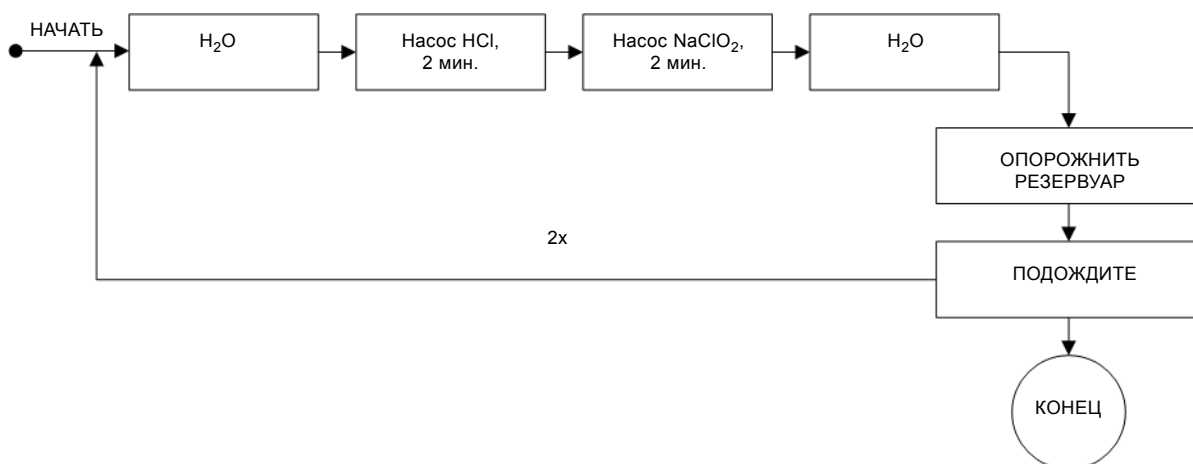 НАЧАТЬ
H₂O
Насос HCl,
2 мин.
Насос NaClO₂,
2 мин.
H₂O
ОПОРОЖНИТЬ
РЕЗЕРВУАР
2x
ПОДОЖДИТЕ
КОНЕЦ